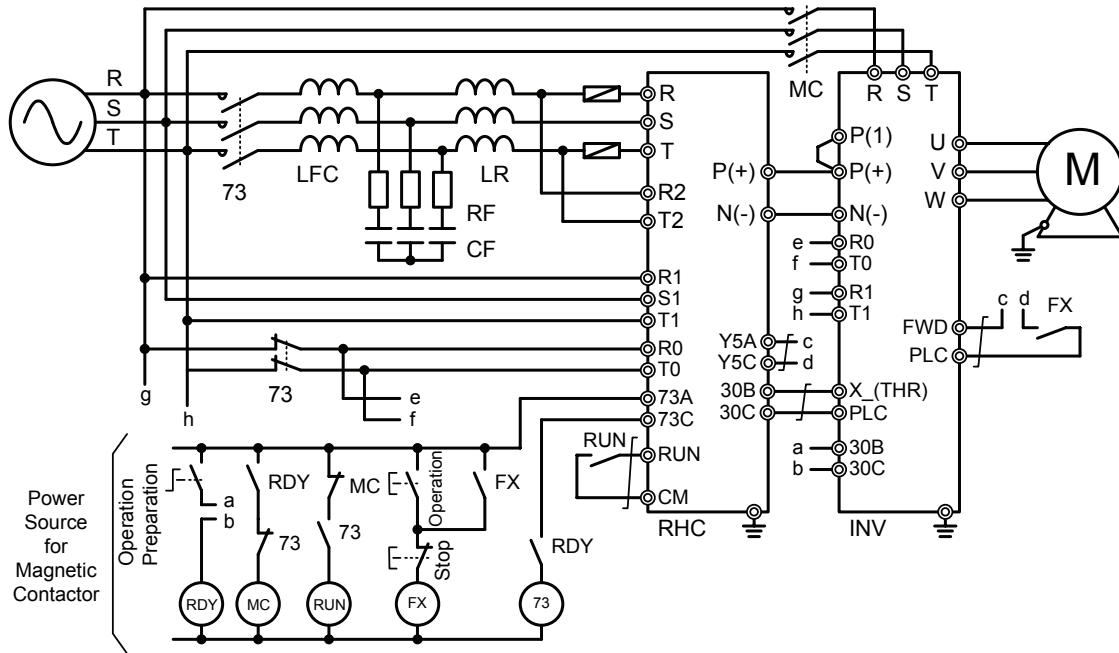 R
S
T
73
LFC
LR
RF
CF
MC
R
S
T
R2
T2
R1
S1
T1
R0
T0
73A
73C
RUN
CM
RHC
P(+)
N(-)
Y5A
Y5C
c
d
30B
30C
R S T
P(1)
P(+)
N(-)
e
R0
f
T0
g
R1
h
T1
X_(THR)
PLC
a
30B
b
30C
INV
U
V
W
M
FWD
PLC
c d
FX
g
h
73
e
f
RUN
Power
Source
for
Magnetic
Contactor
Operation
Preparation
a
b
RDY
RDY
73
MC
MC
73
RUN
Operation
Stop
FX
FX
RDY
73